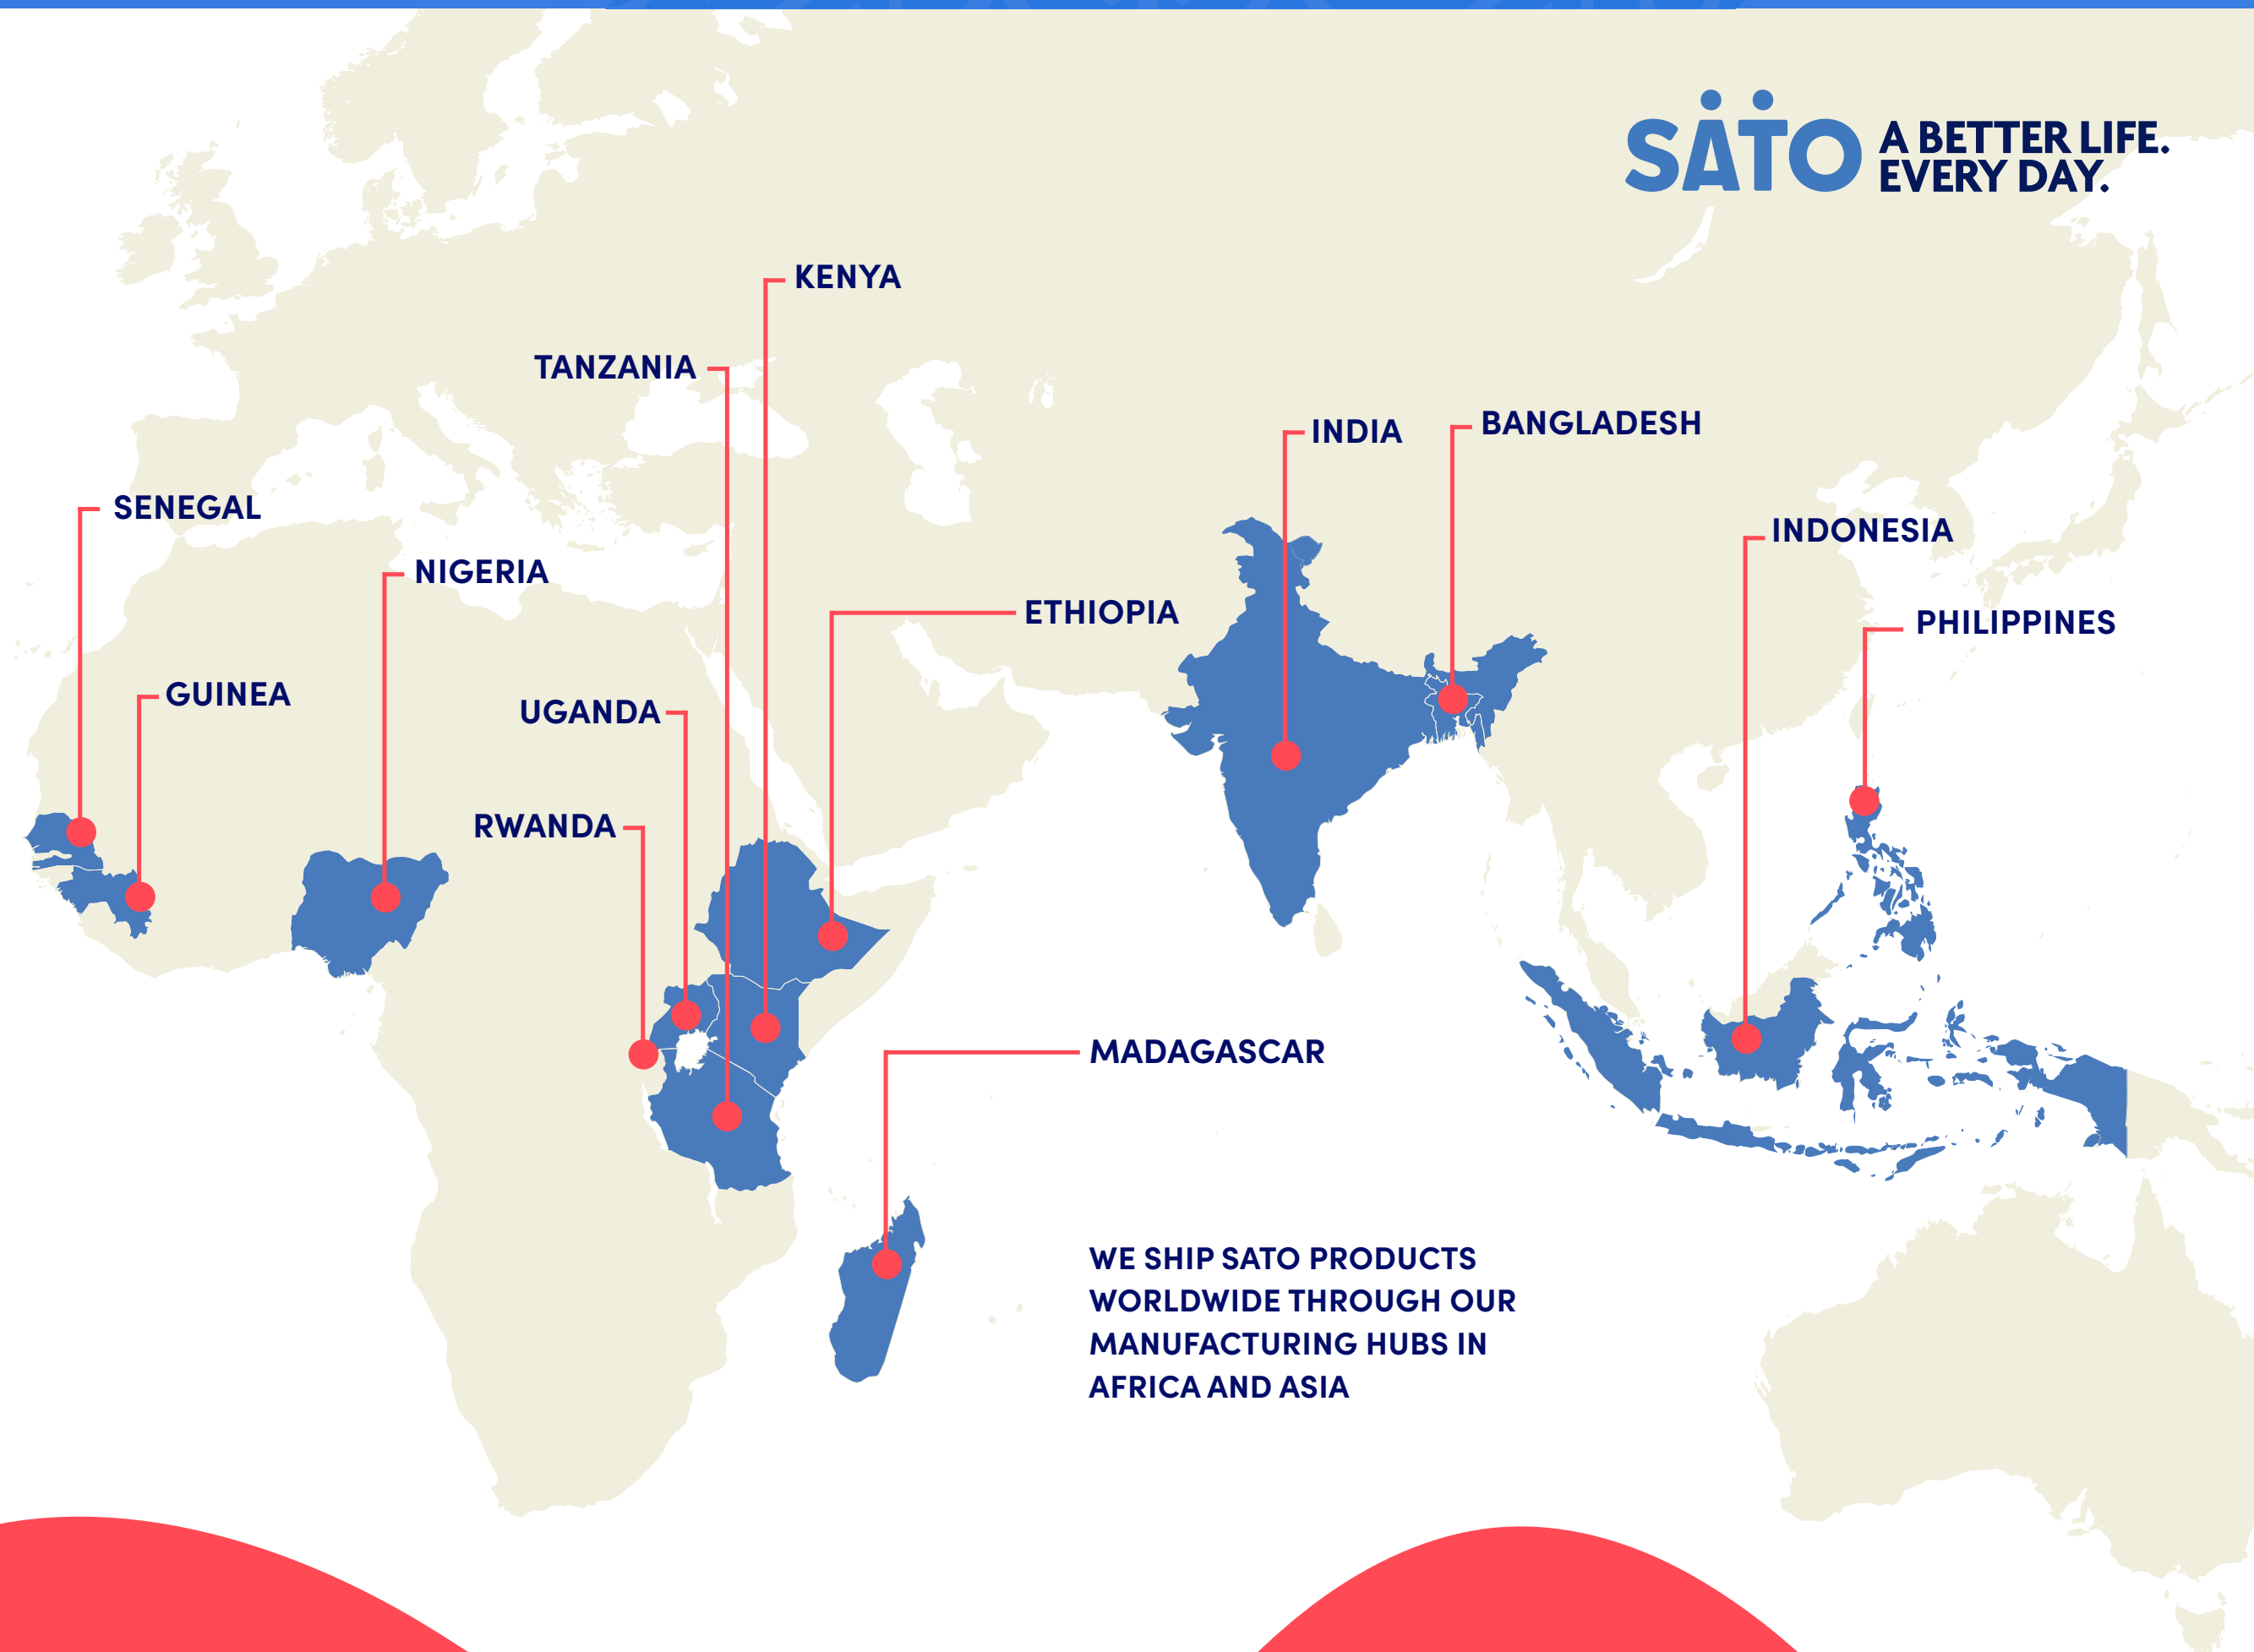 SÄTÖ A BETTER LIFE.
EVERY DAY.
KENYA
TANZANIA
INDIA
BANGLADESH
SENEGAL
INDONESIA
NIGERIA
ETHIOPIA
PHILIPPINES
GUINEA
UGANDA
RWANDA
MADAGASCAR
WE SHIP SATO PRODUCTS
WORLDWIDE THROUGH OUR
MANUFACTURING HUBS IN
AFRICA AND ASIA